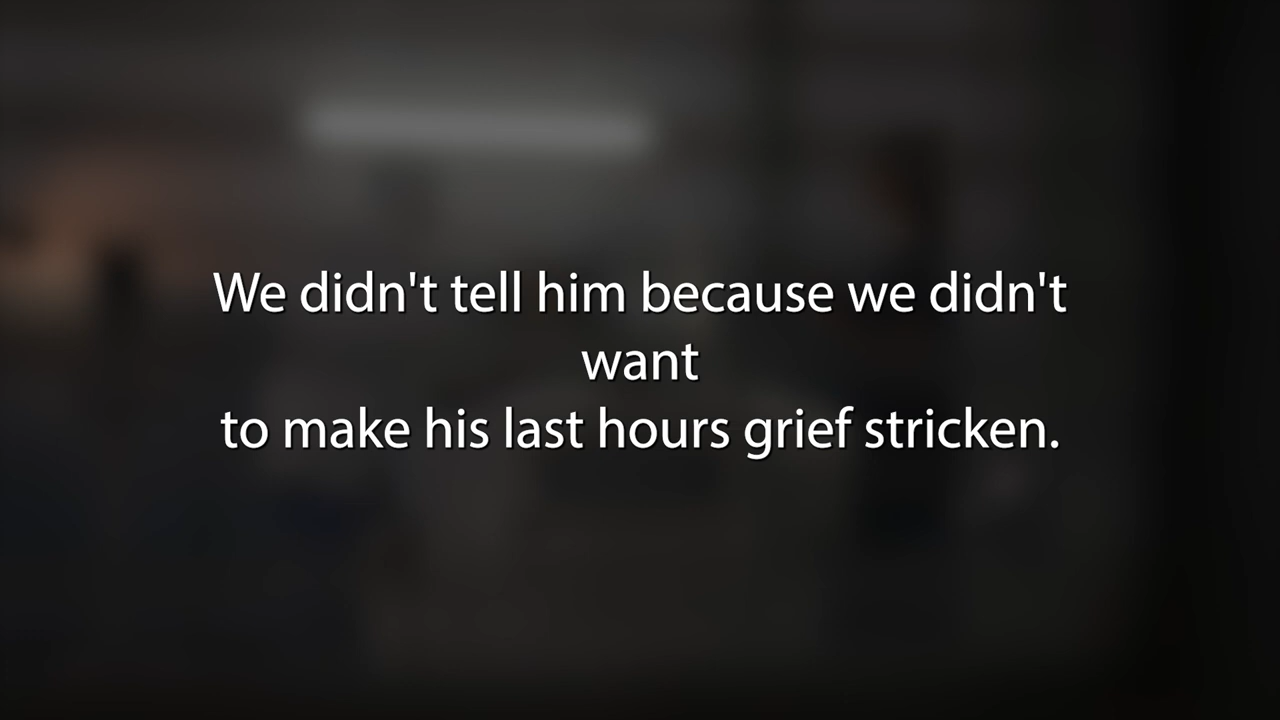 We didn't tell him because we didn't
want
to make his last hours grief stricken.